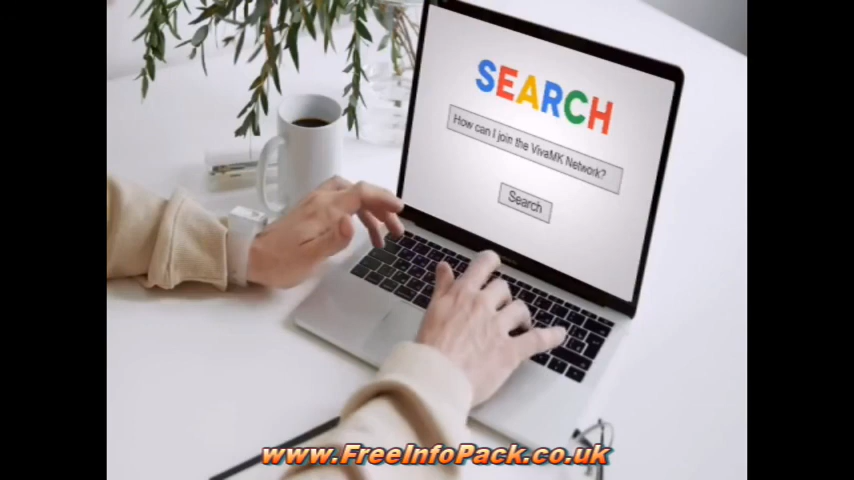 SEARCH
How can I join the VivaMK Network?
Search
www.FreeInfoPack.co.uk